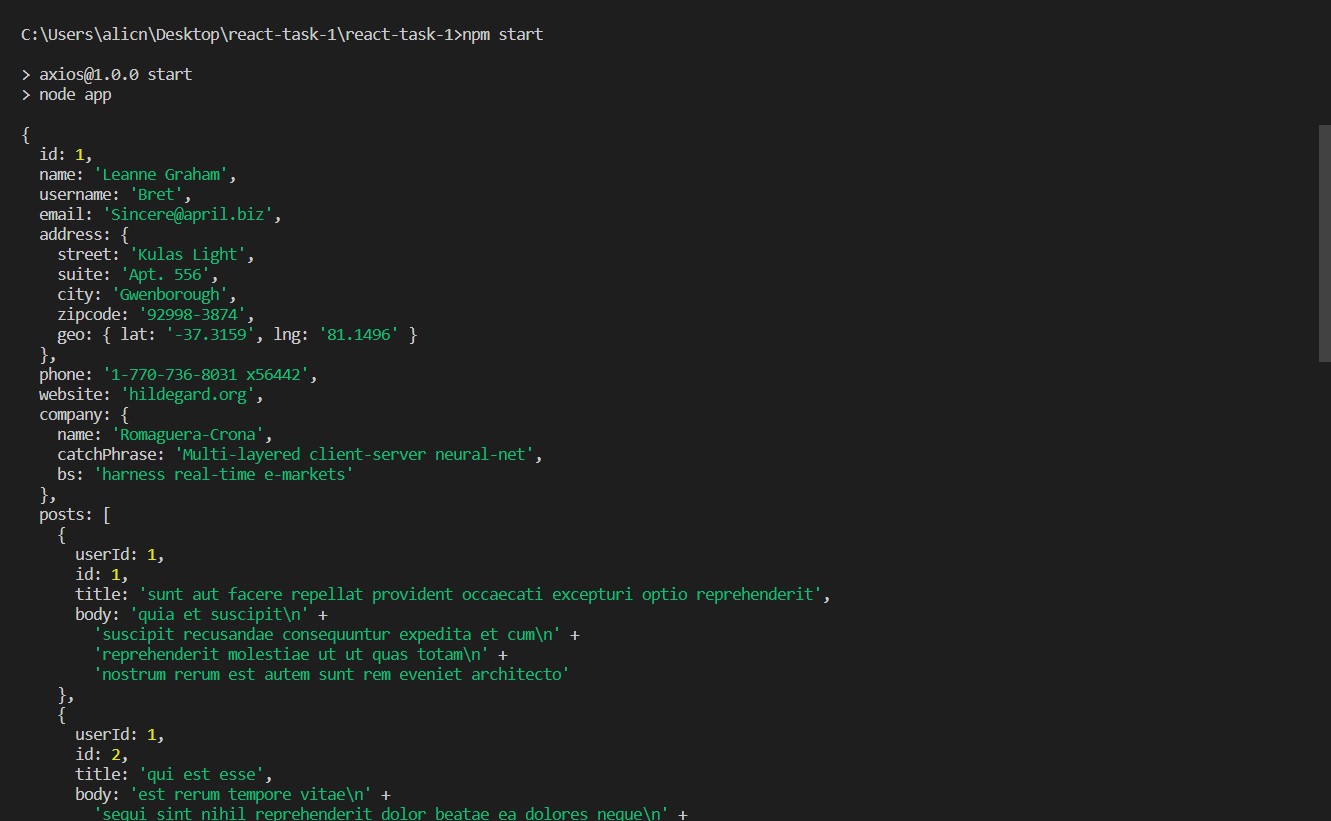 C:\Users\alicn\Desktop\react-task-1\react-task-1>npm start
> axios@1.0.0 start
> node app
{
  id: 1,
  name: 'Leanne Graham',
  username: 'Bret',
  email: 'Sincere@april.biz',
  address: {
    street: 'Kulas Light',
    suite: 'Apt. 556',
    city: 'Gwenborough',
    zipcode: '92998-3874',
    geo: { lat: '-37.3159', lng: '81.1496' }
  },
  phone: '1-770-736-8031 x56442',
  website: 'hildegard.org',
  company: {
    name: 'Romaguera-Crona',
    catchPhrase: 'Multi-layered client-server neural-net',
    bs: 'harness real-time e-markets'
  },
  posts: [
    {
      userId: 1,
      id: 1,
      title: 'sunt aut facere repellat provident occaecati excepturi optio reprehenderit',
      body: 'quia et suscipit\n' +
        'suscipit recusandae consequuntur expedita et cum\n' +
        'reprehenderit molestiae ut ut quas totam\n' +
        'nostrum rerum est autem sunt rem eveniet architecto'
    },
    {
      userId: 1,
      id: 2,
      title: 'qui est esse',
      body: 'est rerum tempore vitae\n' +
        'sequi sint nihil reprehenderit dolor beatae ea dolores neque\n' +